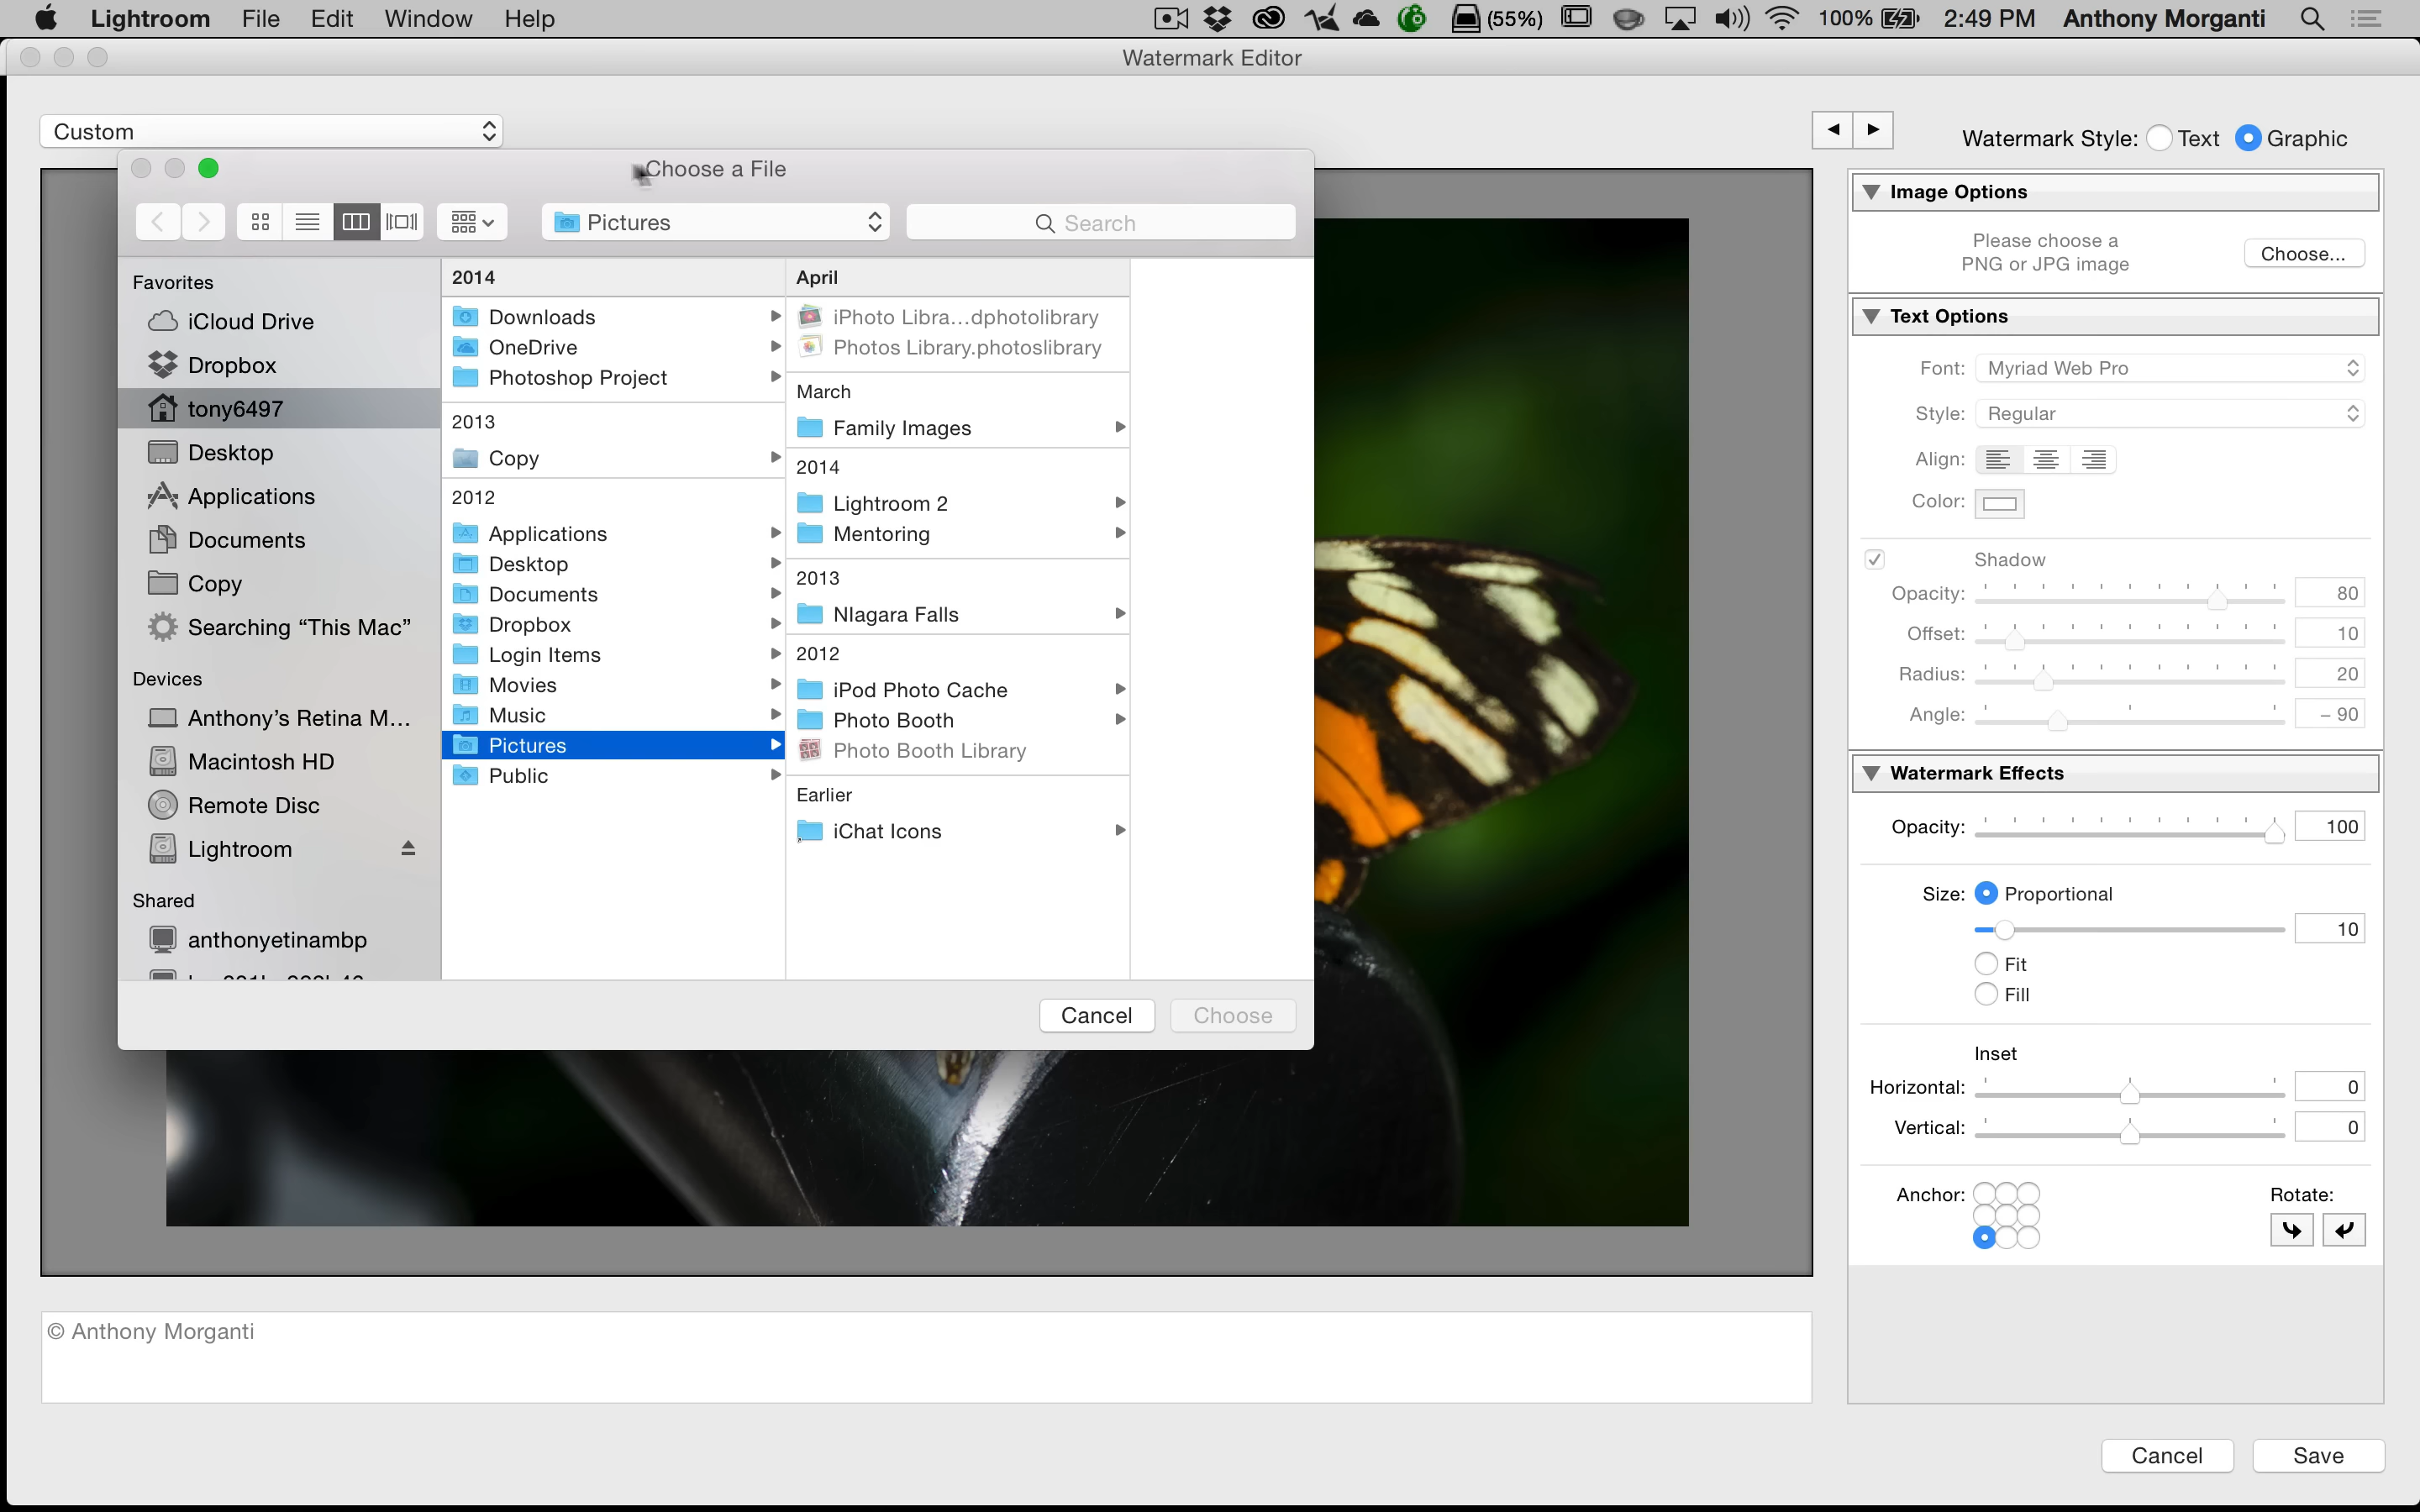 Lightroom File Edit Window Help (55%) 100% 2:49 PM Anthony Morganti
Watermark Editor
Custom
Watermark Style: Text Graphic
Choose a File
Pictures
Search
Favorites
iCloud Drive
Dropbox
tony6497
Desktop
Applications
Documents
Copy
Searching “This Mac”
Devices
Anthony’s Retina M...
Macintosh HD
Remote Disc
Lightroom
Shared
anthonyetinambp
2014
Downloads
OneDrive
Photoshop Project
2013
Copy
2012
Applications
Desktop
Documents
Dropbox
Login Items
Movies
Music
Pictures
Public
April
iPhoto Libra...dphotolibrary
Photos Library.photoslibrary
March
Family Images
2014
Lightroom 2
Mentoring
2013
NIagara Falls
2012
iPod Photo Cache
Photo Booth
Photo Booth Library
Earlier
iChat Icons
Cancel Choose
Image Options
Please choose a
PNG or JPG image
Choose...
Text Options
Font: Myriad Web Pro
Style: Regular
Align:
Color:
Shadow
Opacity: 80
Offset: 10
Radius: 20
Angle: – 90
Watermark Effects
Opacity: 100
Size: Proportional
10
Fit
Fill
Inset
Horizontal: 0
Vertical: 0
Anchor: Rotate:
© Anthony Morganti
Cancel Save